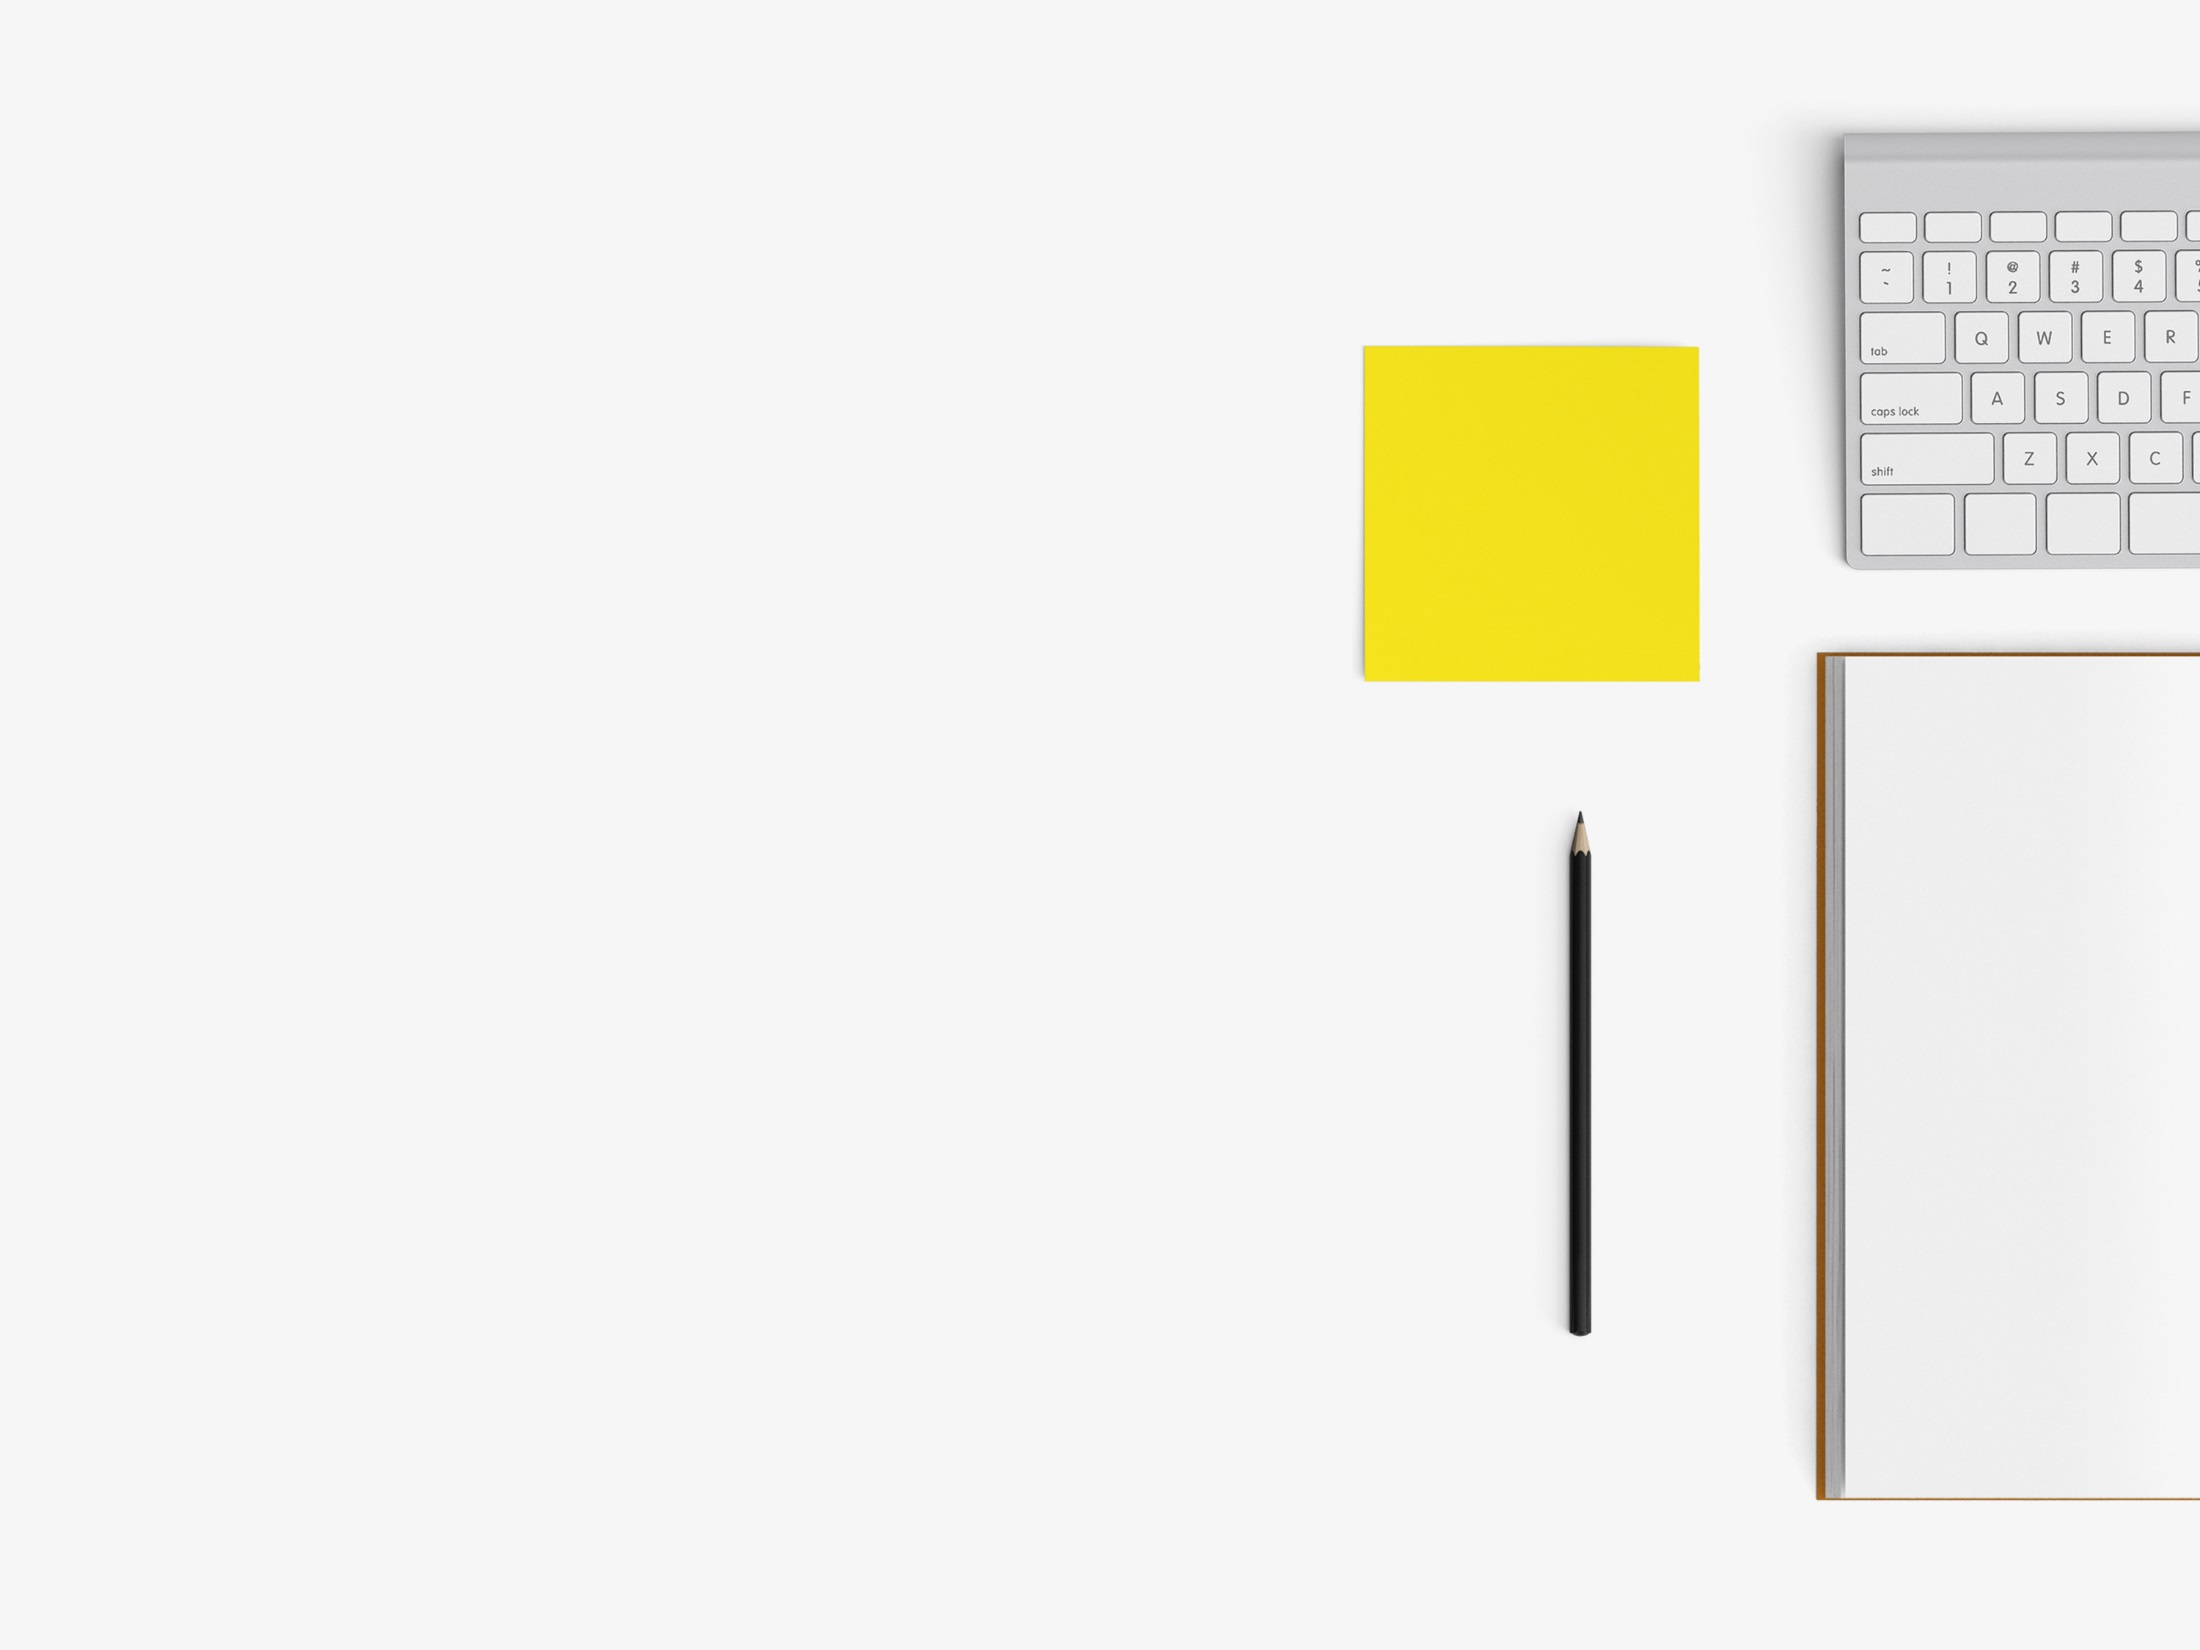 ~ ! @ # $
` 1 2 3 4
tab Q W E R
caps lock A S D F
shift Z X C